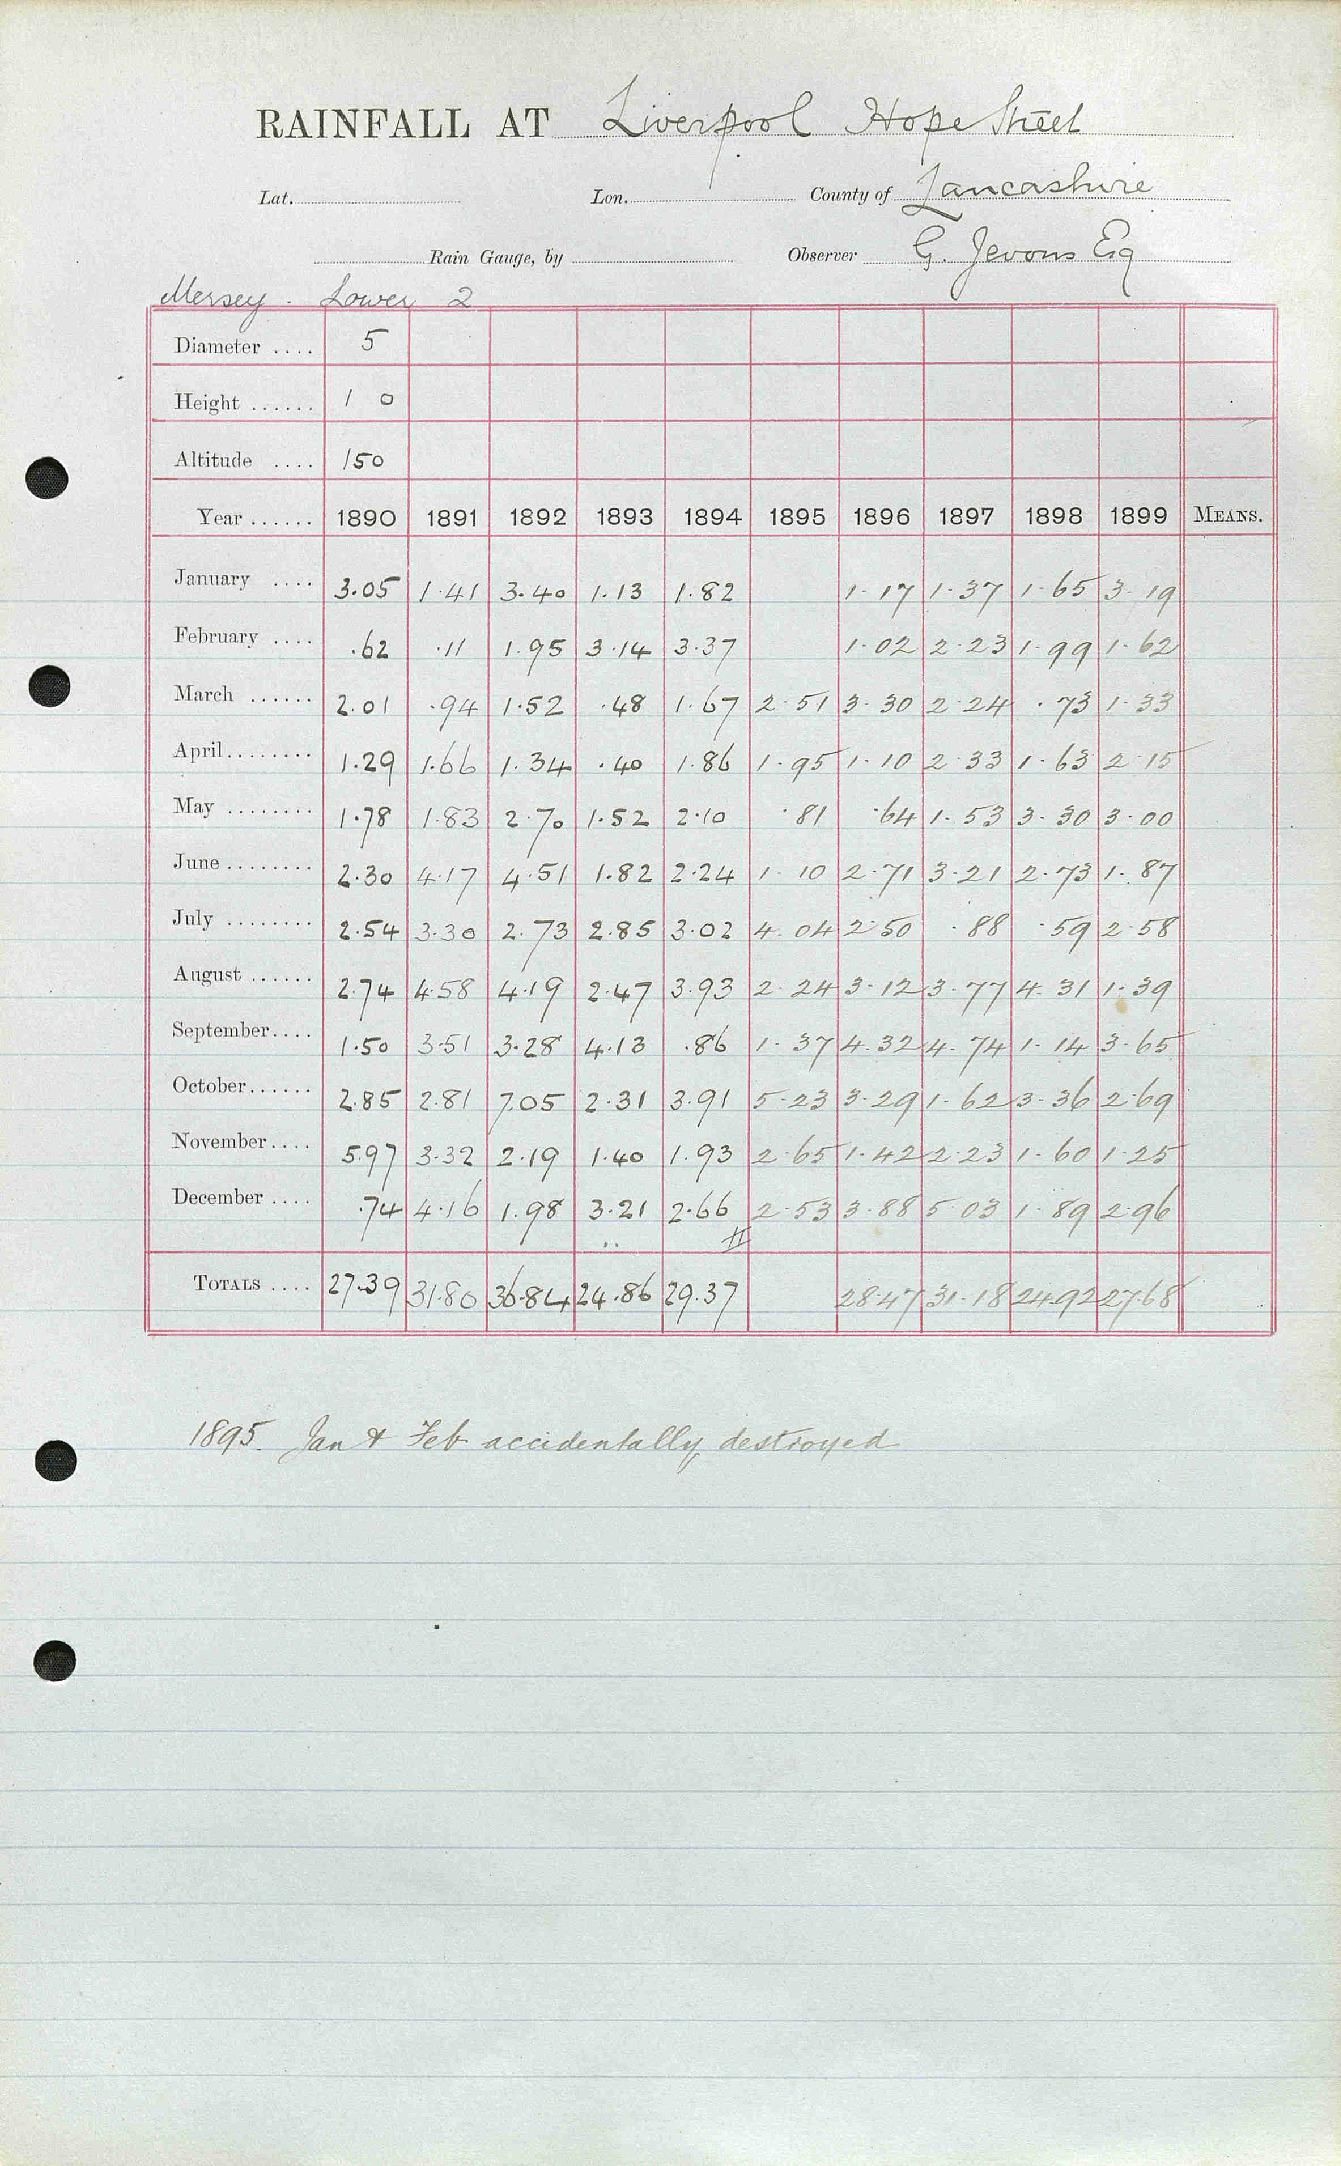 RAINFALL AT Liverpool Hope Street
Lat. Lon. County of Lancashire
Rain Gauge, by Observer G. Jevons Esq
Mersey . Lower 2
Diameter .... 5
Height ...... 1 0
Altitude .... 150
Year ...... 1890 1891 1892 1893 1894 1895 1896 1897 1898 1899 MEANS.
January .... 3.05 1.41 3.40 1.13 1.82 1.17 1.37 1.65 3.19
February .... .62 .11 1.95 3.14 3.37 1.02 2.23 1.99 1.62
March ...... 2.01 .94 1.52 .48 1.67 2.51 3.30 2.24 .73 1.33
April........ 1.29 1.66 1.34 .40 1.86 1.95 1.10 2.33 1.63 2.15
May ........ 1.78 1.83 2.70 1.52 2.10 .81 .64 1.53 3.30 3.00
June ........ 2.30 4.17 4.51 1.82 2.24 1.10 2.71 3.21 2.73 1.87
July ........ 2.54 3.30 2.73 2.85 3.02 4.04 2.50 .88 .59 2.58
August ...... 2.74 4.58 4.19 2.47 3.93 2.24 3.12 3.77 4.31 1.39
September.... 1.50 3.51 3.28 4.13 .86 1.37 4.32 4.74 1.14 3.65
October...... 2.85 2.81 7.05 2.31 3.91 5.23 3.29 1.62 3.36 2.69
November.... 5.97 3.32 2.19 1.40 1.93 2.65 1.42 2.23 1.60 1.25
December .... .74 4.16 1.98 3.21 2.66 2.53 3.88 5.03 1.89 2.96
TOTALS .... 27.39 31.80 36.84 24.86 29.37 28.47 31.18 24.92 27.68
1895. Jan & Feb accidentally destroyed